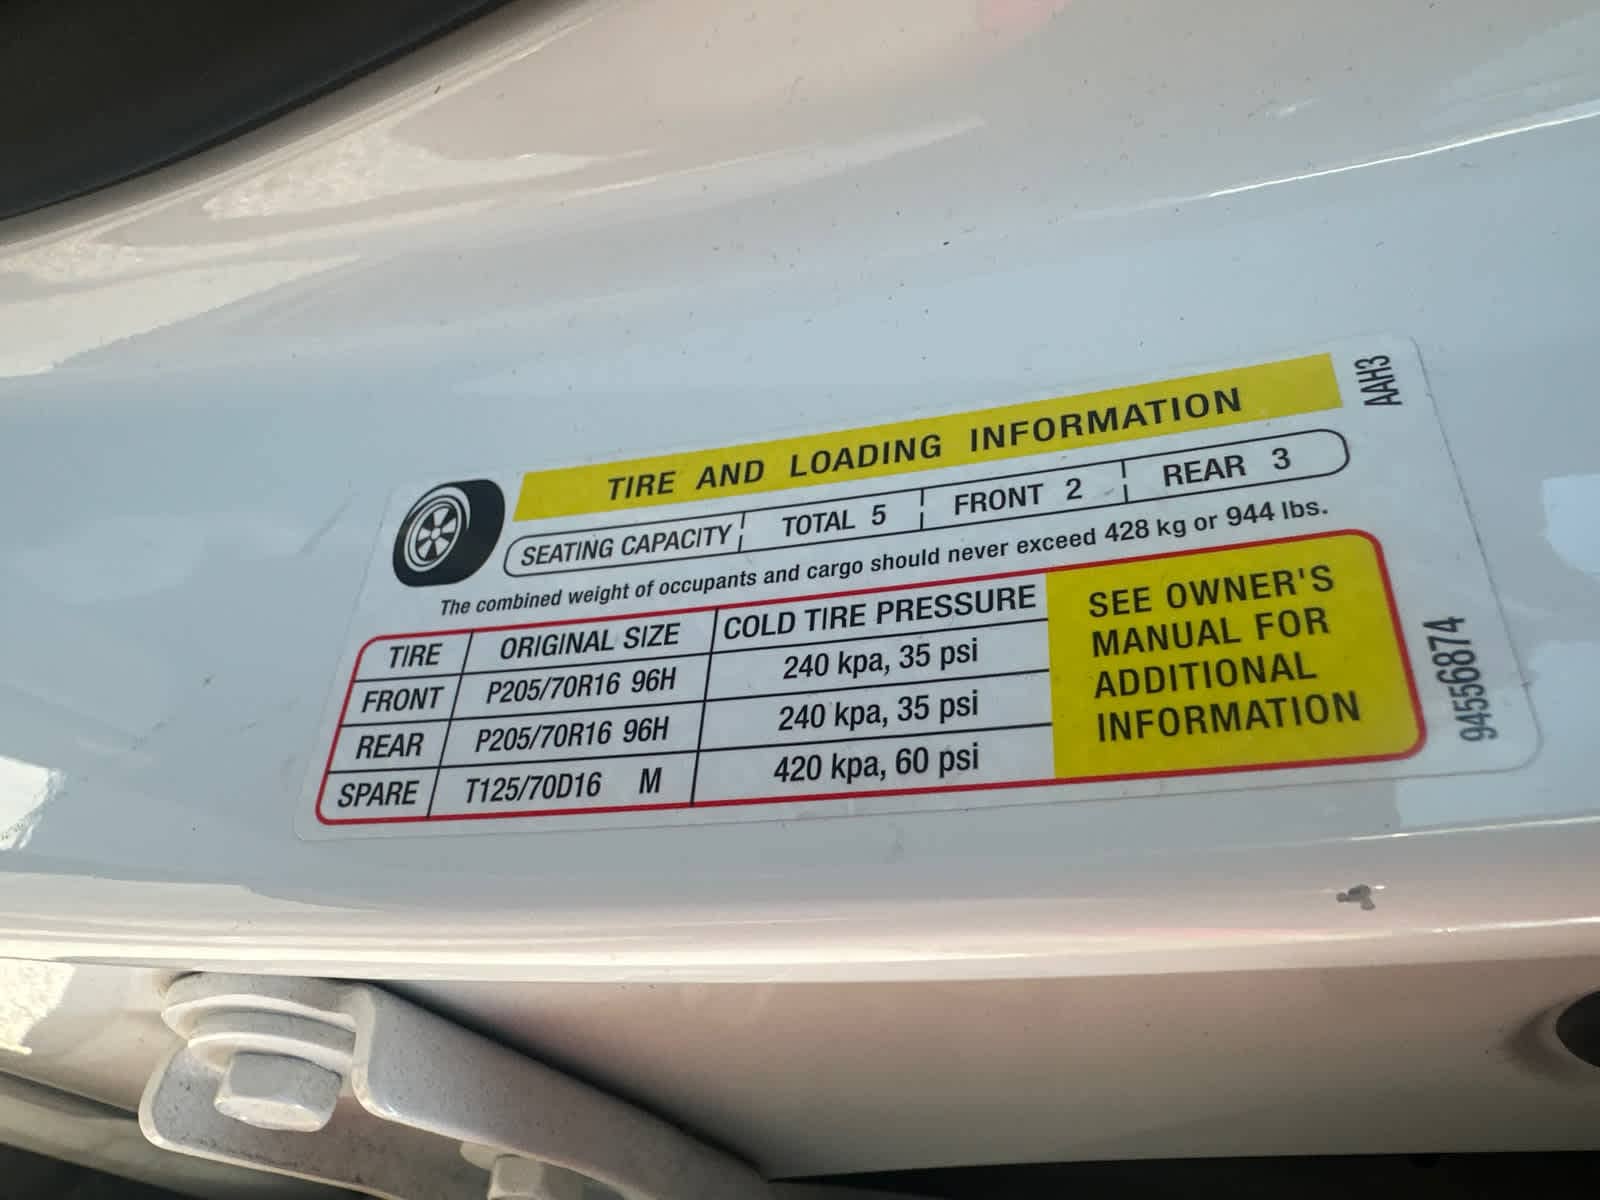 TIRE AND LOADING INFORMATION
AAH3
SEATING CAPACITY TOTAL 5 FRONT 2 REAR 3
The combined weight of occupants and cargo should never exceed 428 kg or 944 lbs.
TIRE ORIGINAL SIZE COLD TIRE PRESSURE
FRONT P205/70R16 96H 240 kpa, 35 psi
REAR P205/70R16 96H 240 kpa, 35 psi
SPARE T125/70D16 M 420 kpa, 60 psi
SEE OWNER'S
MANUAL FOR
ADDITIONAL
INFORMATION
94556874